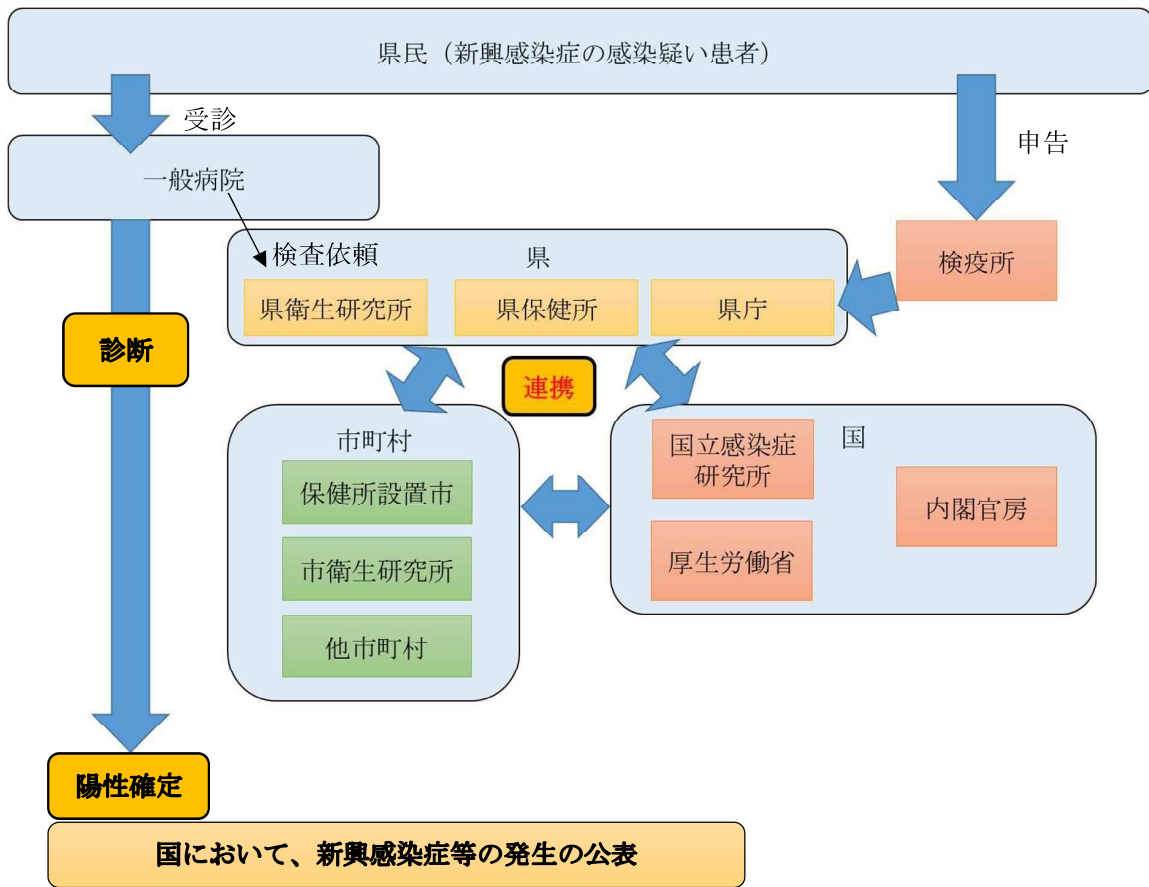 県民（新興感染症の感染疑い患者）
受診
申告
一般病院
検査依頼
県
検疫所
県衛生研究所
県保健所
県庁
診断
連携
市町村
保健所設置市
市衛生研究所
他市町村
国
国立感染症
研究所
内閣官房
厚生労働省
陽性確定
国において、新興感染症等の発生の公表